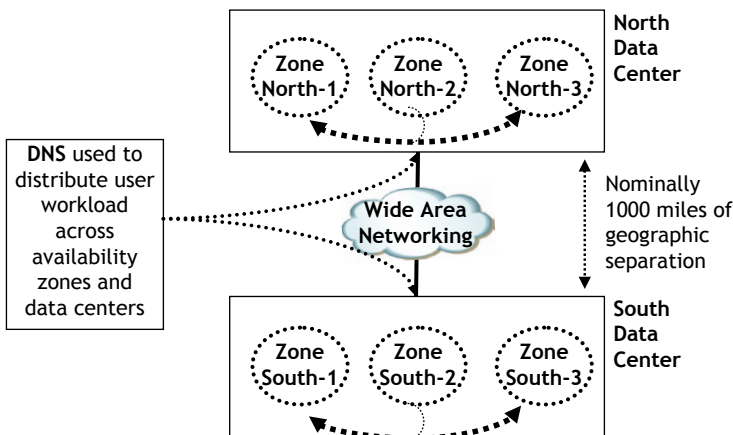 North
Data
Center
Zone
North-1
Zone
North-2
Zone
North-3
DNS used to
distribute user
workload
across
availability
zones and
data centers
Wide Area
Networking
Nominally
1000 miles of
geographic
separation
South
Data
Center
Zone
South-1
Zone
South-2
Zone
South-3